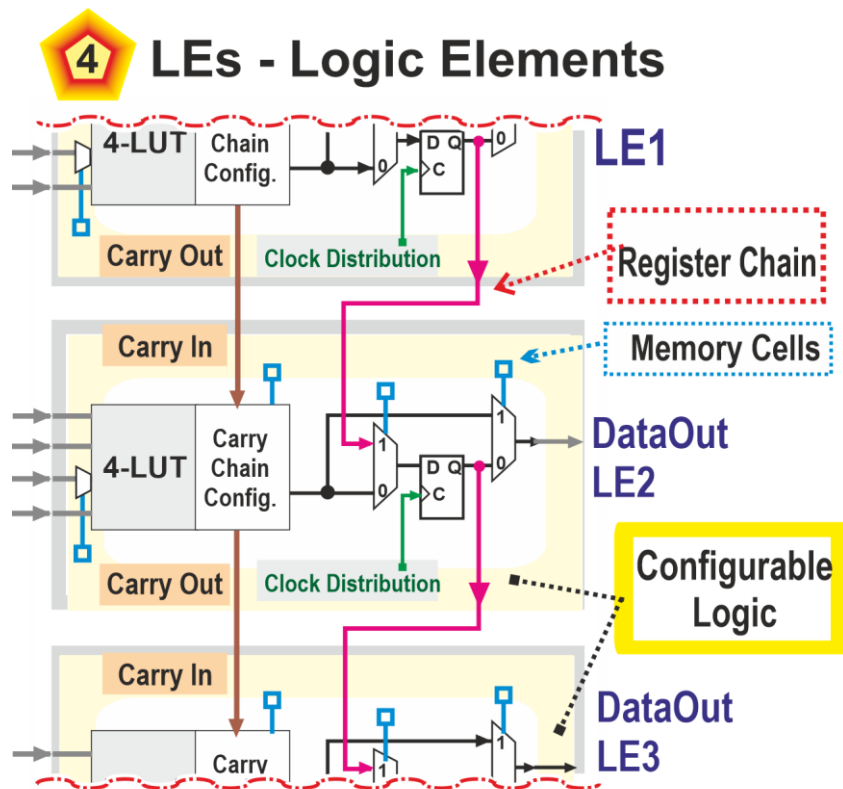 4 LEs - Logic Elements
4-LUT
Chain
Config.
D Q
C
0
0
LE1
Carry Out
Clock Distribution
Register Chain
Carry In
Memory Cells
4-LUT
Carry
Chain
Config.
1
0
D Q
C
1
0
DataOut
LE2
Carry Out
Clock Distribution
Configurable
Logic
Carry In
DataOut
LE3
Carry
1
1